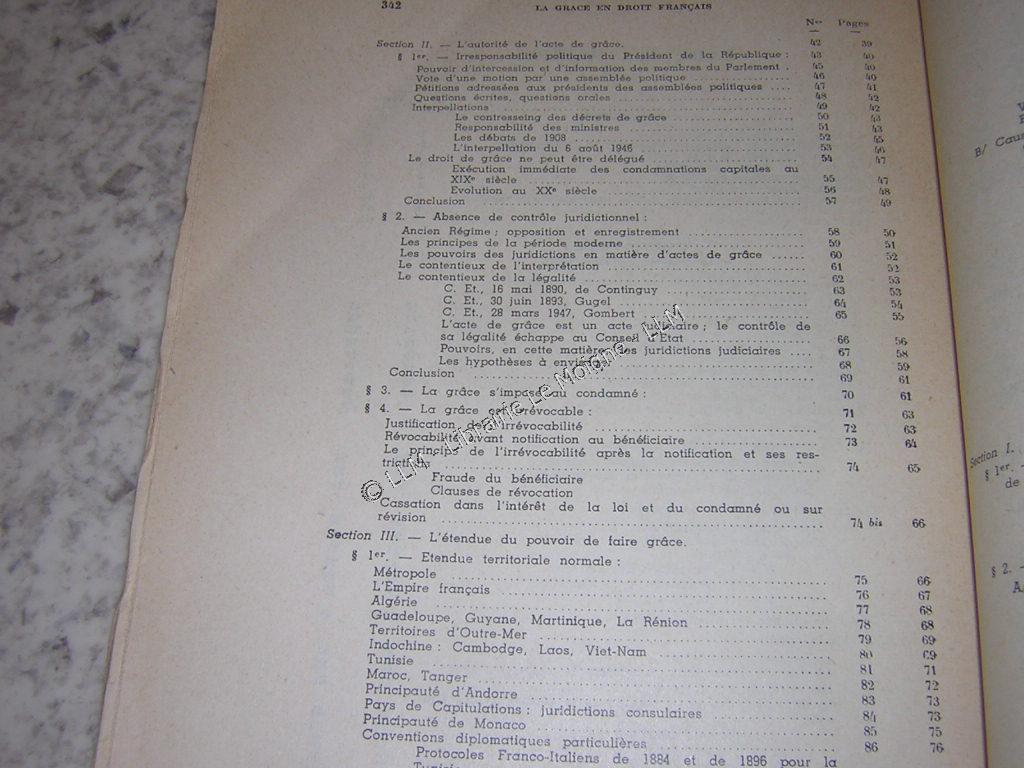 342 LA GRACE EN DROIT FRANÇAIS
Nos Pages
Section II. — L'autorité de l'acte de grâce. 42 39
§ 1er. — Irresponsabilité politique du Président de la République : 43 40
Pouvoir d'intercession et d'information des membres du Parlement . 45 40
Vote d'une motion par une assemblée politique ............ 46 40
Pétitions adressées aux présidents des assemblées politiques .... 47 41
Questions écrites, questions orales ............ 48 42
Interpellations ............ 49 42
Le contresseing des décrets de grâce ............ 50 43
Responsabilité des ministres ............ 51 43
Les débats de 1908 ............ 52 45
L'interpellation du 6 août 1946 ............ 53 46
Le droit de grâce ne peut être délégué ............ 54 47
Exécution immédiate des condamnations capitales au
XIXe siècle ............ 55 47
Evolution au XXe siècle ............ 56 48
Conclusion ............ 57 49
§ 2. — Absence de contrôle juridictionnel :
Ancien Régime ; opposition et enregistrement ............ 58 50
Les principes de la période moderne ............ 59 51
Les pouvoirs des juridictions en matière d'actes de grâce ...... 60 52
Le contentieux de l'interprétation ............ 61 52
Le contentieux de la légalité ............ 62 53
C. Et., 16 mai 1890, de Continguy ............ 63 53
C. Et., 30 juin 1893, Gugel ............ 64 54
C. Et., 28 mars 1947, Gombert ............ 65 55
L'acte de grâce est un acte judiciaire ; le contrôle de
sa légalité échappe au Conseil d'Etat ............ 66 56
Pouvoirs, en cette matière, des juridictions judiciaires .... 67 58
Les hypothèses à envisager ............ 68 59
Conclusion ............ 69 61
§ 3. — La grâce s'impose au condamné : 70 61
§ 4. — La grâce est irrévocable : 71 63
Justification de l'irrévocabilité ............ 72 63
Révocabilité avant notification au bénéficiaire ............ 73 64
Le principe de l'irrévocabilité après la notification et ses res-
trictions ............ 74 65
Fraude du bénéficiaire
Clauses de révocation
Cassation dans l'intérêt de la loi et du condamné ou sur
révision ............ 74 bis 66
Section III. — L'étendue du pouvoir de faire grâce.
§ 1er. — Etendue territoriale normale :
Métropole ............ 75 66
L'Empire français ............ 76 67
Algérie ............ 77 68
Guadeloupe, Guyane, Martinique, La Rénion ............ 78 68
Territoires d'Outre-Mer ............ 79 69
Indochine : Cambodge, Laos, Viet-Nam ............ 80 69
Tunisie ............ 81 71
Maroc, Tanger ............ 82 72
Principauté d'Andorre ............ 83 73
Pays de Capitulations : juridictions consulaires ............ 84 73
Principauté de Monaco ............ 85 75
Conventions diplomatiques particulières ............ 86 76
Protocoles Franco-Italiens de 1884 et de 1896 pour la
Tunisie
© LLM - Librairie Le Moigne - LLM
B/ Caus
Section I.
§ 1er. -
de
§ 2. -